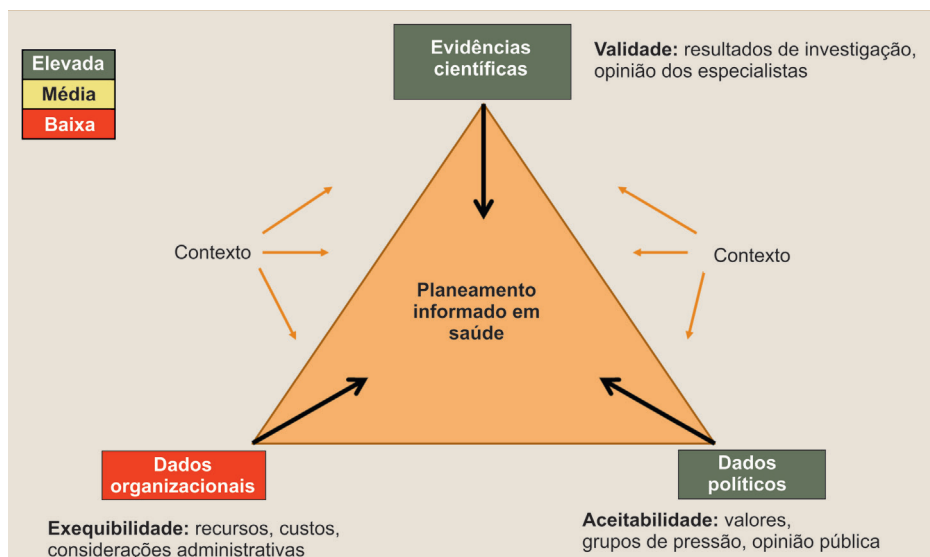 Elevada
Média
Baixa
Evidências
científicas
Validade: resultados de investigação,
opinião dos especialistas
Contexto
Contexto
Planeamento
informado em
saúde
Dados
organizacionais
Exequibilidade: recursos, custos,
considerações administrativas
Dados
políticos
Aceitabilidade: valores,
grupos de pressão, opinião pública